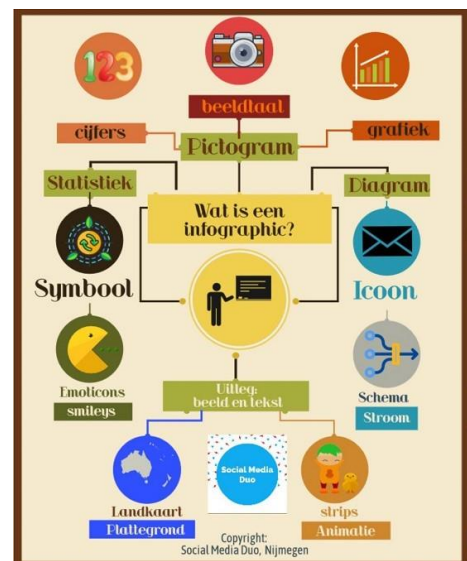 123
beeldtaal
cijfers
grafiek
Pictogram
Statistiek
Diagram
Wat is een
infographic?
Symbool
Icoon
Emoticons
smileys
Schema
Stroom
Uitleg:
beeld en tekst
Social Media
Duo
Landkaart
Plattegrond
strips
Animatie
Copyright:
Social Media Duo, Nijmegen